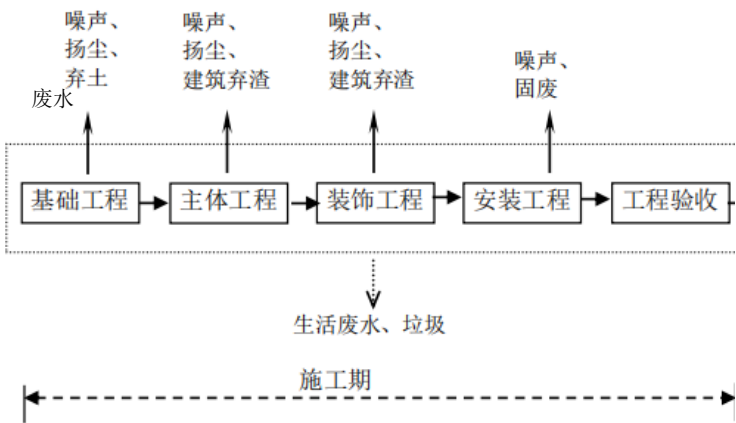 噪声、
扬尘、
弃土
废水
噪声、
扬尘、
建筑弃渣
噪声、
扬尘、
建筑弃渣
噪声、
固废
基础工程
主体工程
装饰工程
安装工程
工程验收
生活废水、垃圾
施工期